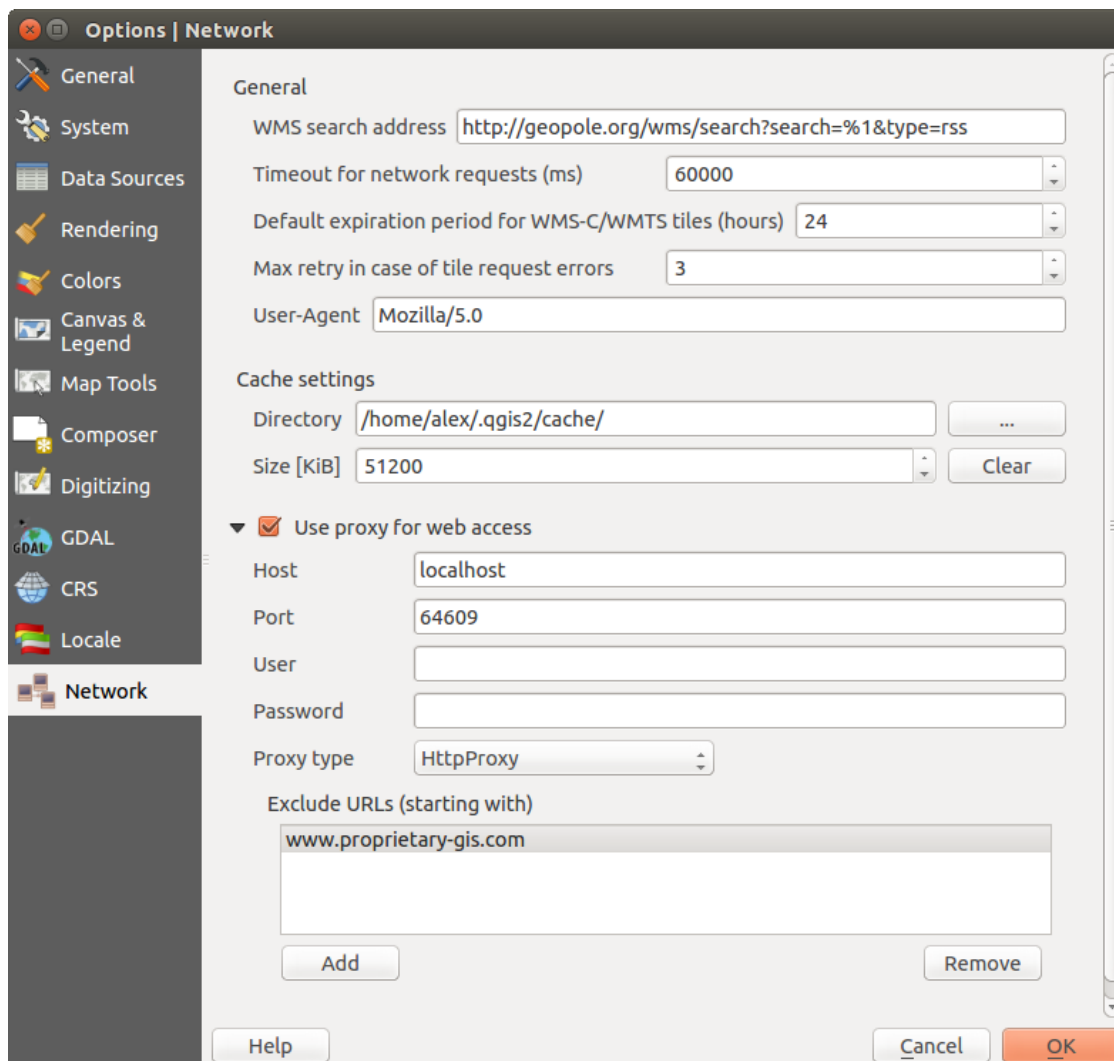 Options | Network
General
System
Data Sources
Rendering
Colors
Canvas &
Legend
Map Tools
Composer
Digitizing
GDAL
GDAL
CRS
Locale
Network
General
WMS search address http://geopole.org/wms/search?search=%1&type=rss
Timeout for network requests (ms) 60000
Default expiration period for WMS-C/WMTS tiles (hours) 24
Max retry in case of tile request errors 3
User-Agent Mozilla/5.0
Cache settings
Directory /home/alex/.qgis2/cache/ ...
Size [KiB] 51200 Clear
Use proxy for web access
Host localhost
Port 64609
User
Password
Proxy type HttpProxy
Exclude URLs (starting with)
www.proprietary-gis.com
Add Remove
Help Cancel OK